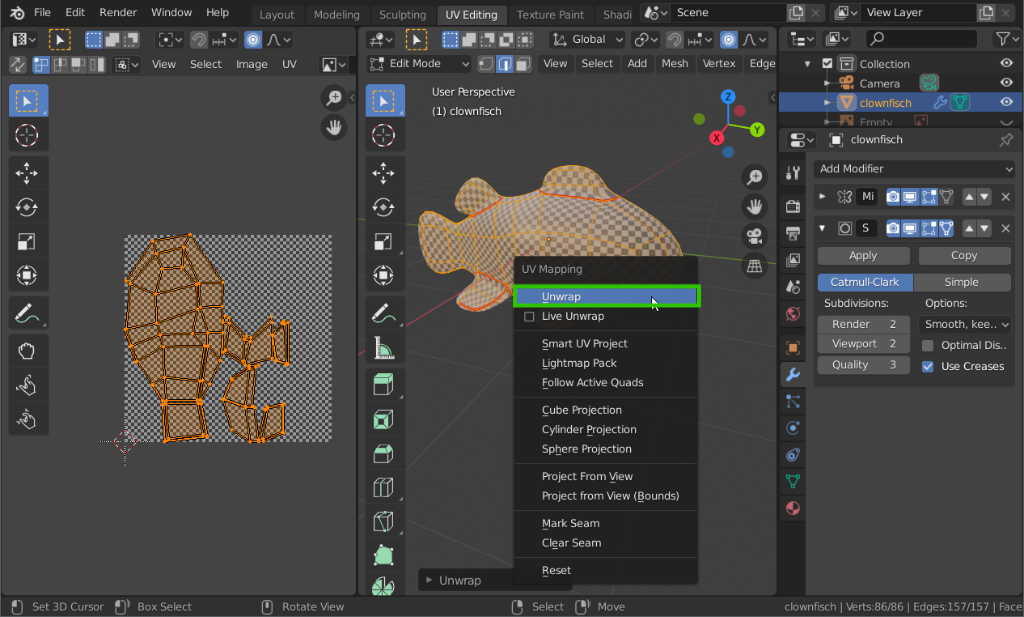 File Edit Render Window Help Layout Modeling Sculpting UV Editing Texture Paint Shadi Scene View Layer
View Select Image UV
Global
Edit Mode View Select Add Mesh Vertex Edge
User Perspective
(1) clownfisch
Z
Y
X
UV Mapping
Unwrap
Live Unwrap
Smart UV Project
Lightmap Pack
Follow Active Quads
Cube Projection
Cylinder Projection
Sphere Projection
Project From View
Project from View (Bounds)
Mark Seam
Clear Seam
Reset
Unwrap
Collection
Camera
clownfisch
Empty
clownfisch
Add Modifier
Mi
S
Apply Copy
Catmull-Clark Simple
Subdivisions: Options:
Render 2 Smooth, kee..
Viewport 2 Optimal Dis..
Quality 3 Use Creases
Set 3D Cursor Box Select Rotate View Select Move clownfisch | Verts:86/86 | Edges:157/157 | Face